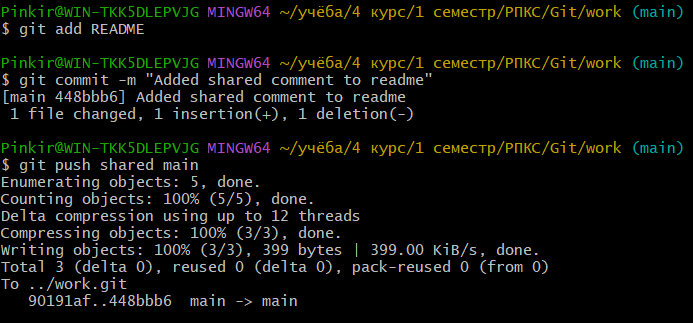 Pinkir@WIN-TKK5DLEPVJG MINGW64 ~/учёба/4 курс/1 семестр/РПКС/Git/work (main)
$ git add README
Pinkir@WIN-TKK5DLEPVJG MINGW64 ~/учёба/4 курс/1 семестр/РПКС/Git/work (main)
$ git commit -m "Added shared comment to readme"
[main 448bbb6] Added shared comment to readme
 1 file changed, 1 insertion(+), 1 deletion(-)
Pinkir@WIN-TKK5DLEPVJG MINGW64 ~/учёба/4 курс/1 семестр/РПКС/Git/work (main)
$ git push shared main
Enumerating objects: 5, done.
Counting objects: 100% (5/5), done.
Delta compression using up to 12 threads
Compressing objects: 100% (3/3), done.
Writing objects: 100% (3/3), 399 bytes | 399.00 KiB/s, done.
Total 3 (delta 0), reused 0 (delta 0), pack-reused 0 (from 0)
To ../work.git
   90191af..448bbb6  main -> main